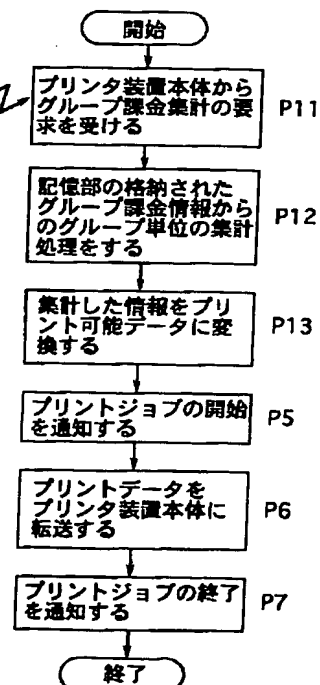 開始
プリンタ装置本体から
グループ課金集計の要
求を受ける
P11
記憶部の格納された
グループ課金情報から
のグループ単位の集計
処理をする
P12
集計した情報をプリ
ント可能データに変
換する
P13
プリントジョブの開始
を通知する
P5
プリントデータを
プリンタ装置本体に
転送する
P6
プリントジョブの終了
を通知する
P7
終了